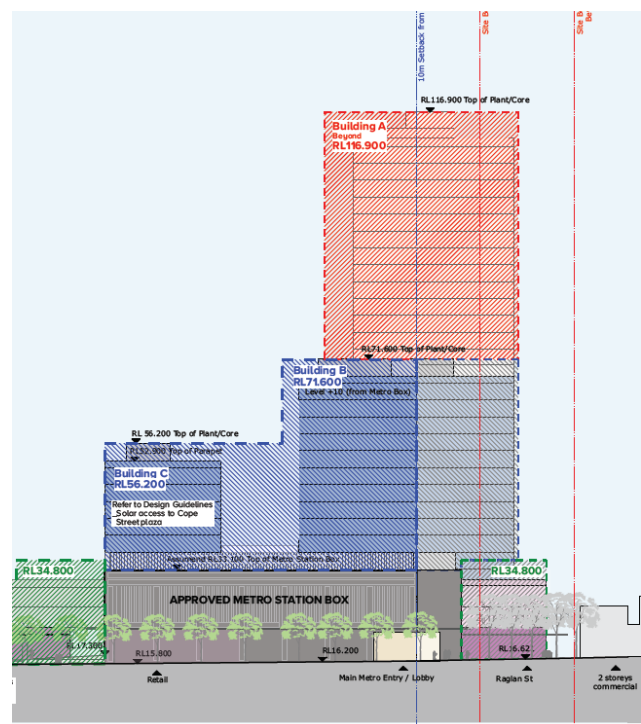 10m Setback from
Site B
Site B
RL116.900 Top of Plant/Core
Building A
Beyond
RL116.900
RL71.600 Top of Plant/Core
Building B
RL71.600
Level +10 (from Metro Box)
RL 56.200 Top of Plant/Core
RL52.900 Top of Parapet
Building C
RL56.200
Refer to Design Guidelines
_Solar access to Cope
Street plaza
Assumend RL33.100 Top of Metro Station Box
RL34.800
RL34.800
APPROVED METRO STATION BOX
RL17.300
RL15.800
RL16.200
RL16.62
Retail
Main Metro Entry / Lobby
Raglan St
2 storeys
commercial